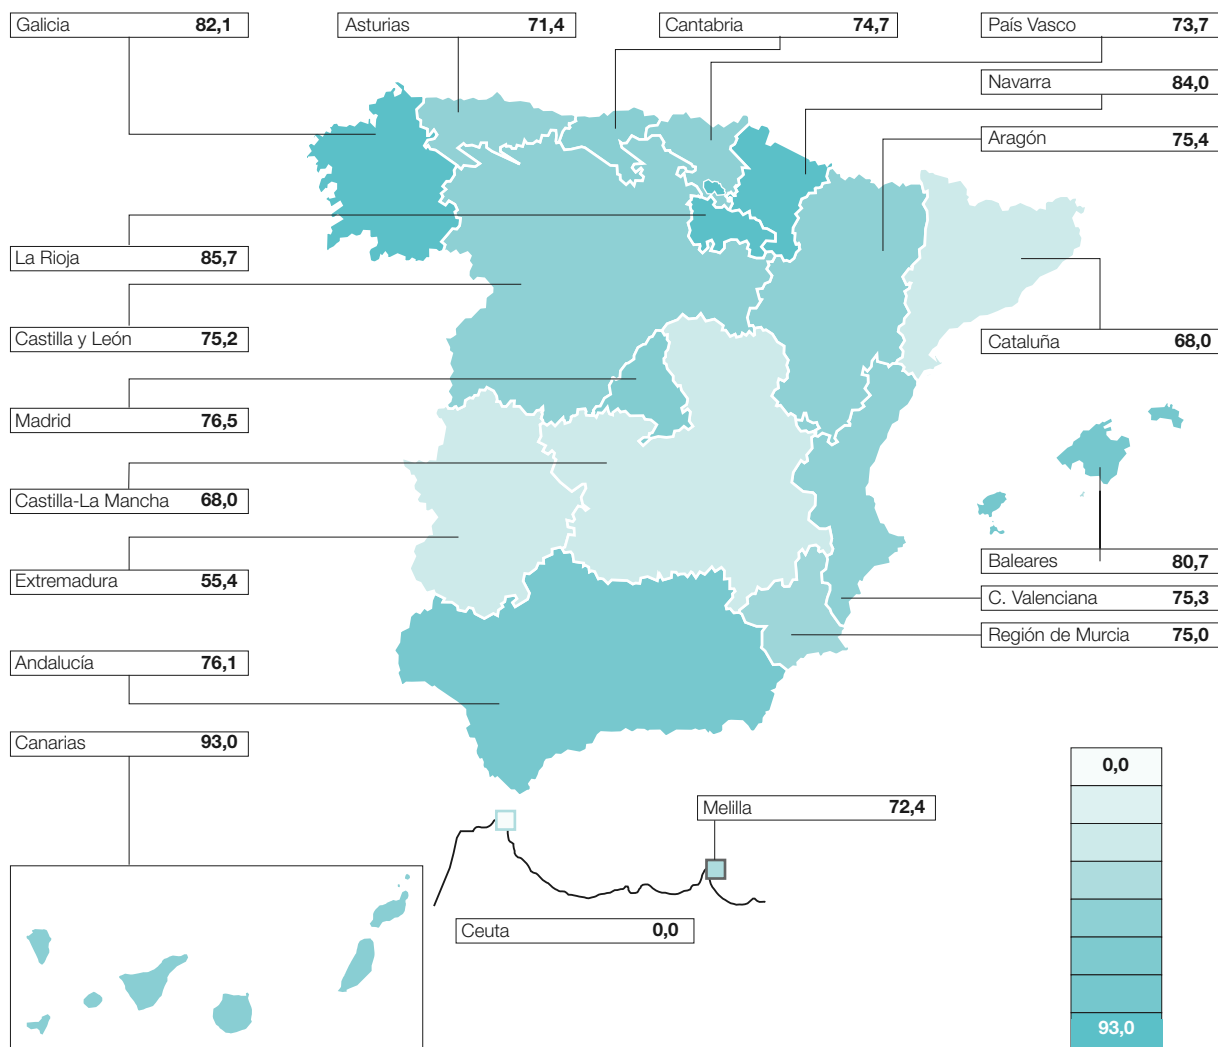 Galicia 82,1
Asturias 71,4
Cantabria 74,7
País Vasco 73,7
Navarra 84,0
Aragón 75,4
La Rioja 85,7
Castilla y León 75,2
Cataluña 68,0
Madrid 76,5
Castilla-La Mancha 68,0
Extremadura 55,4
Baleares 80,7
C. Valenciana 75,3
Región de Murcia 75,0
Andalucía 76,1
Canarias 93,0
0,0
Melilla 72,4
Ceuta 0,0
93,0